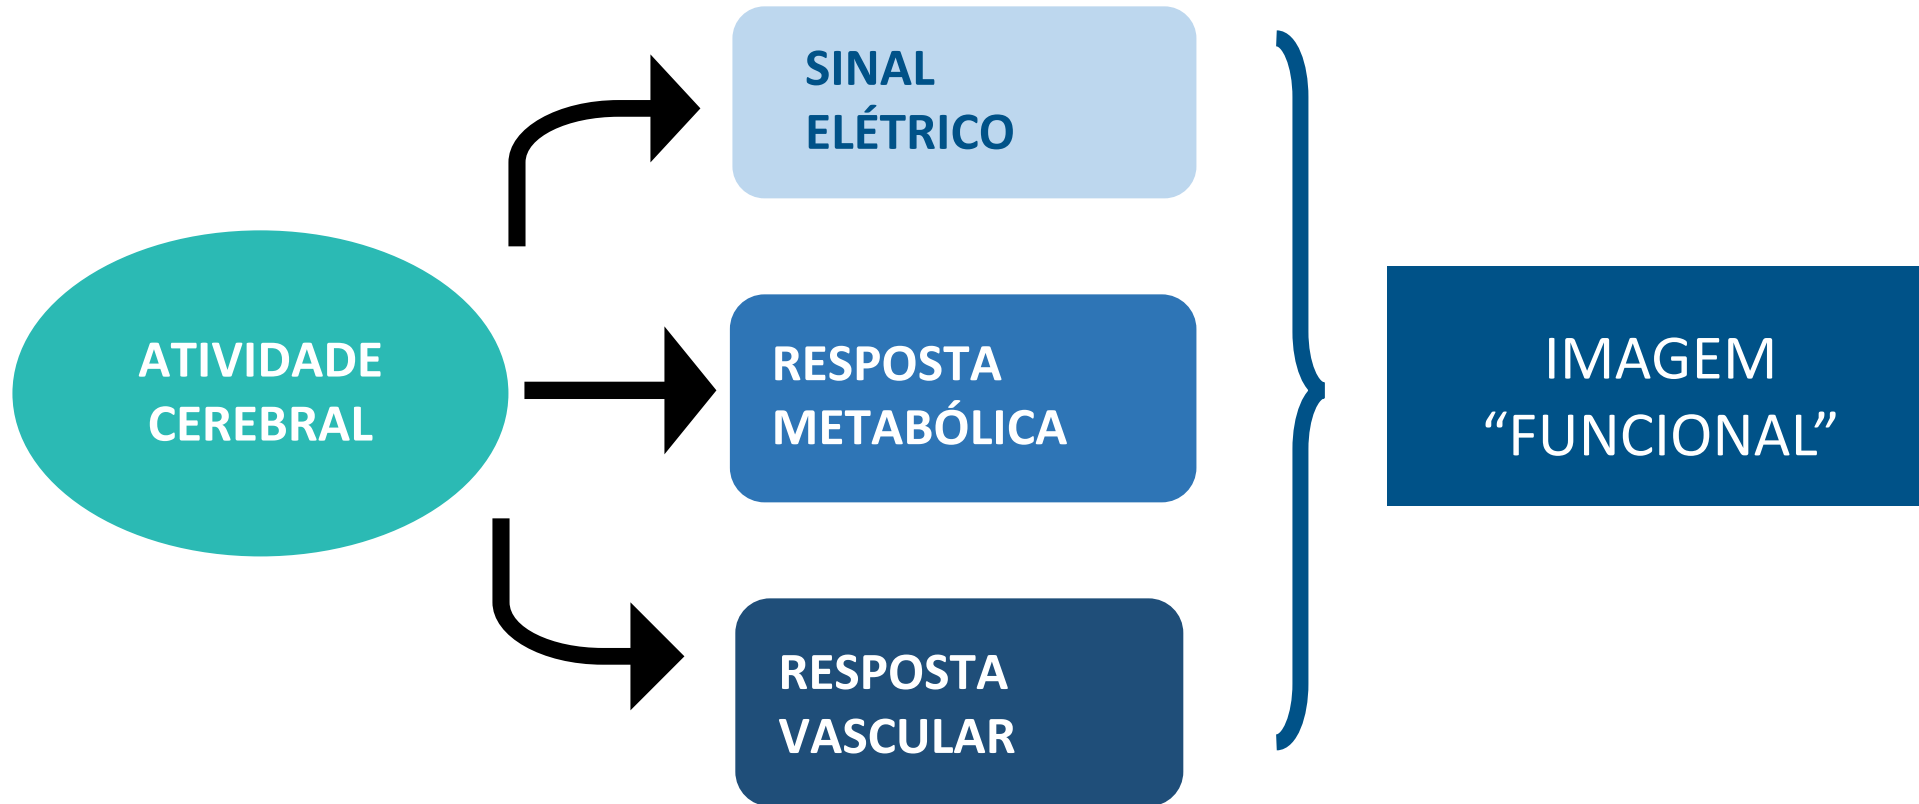 SINAL
ELÉTRICO
ATIVIDADE
CEREBRAL
RESPOSTA
METABÓLICA
RESPOSTA
VASCULAR
IMAGEM
“FUNCIONAL”